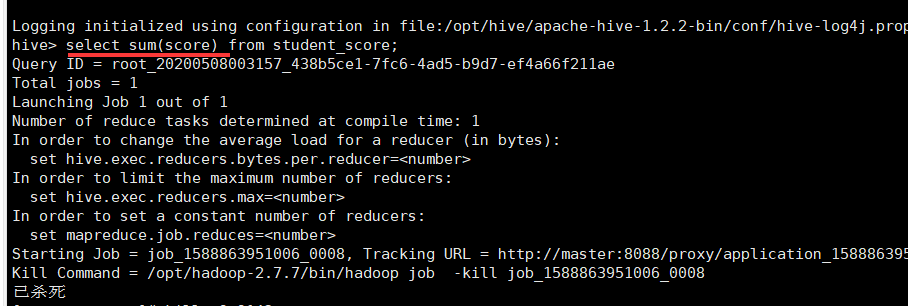 Logging initialized using configuration in file:/opt/hive/apache-hive-1.2.2-bin/conf/hive-log4j.prop
hive> select sum(score) from student_score;
Query ID = root_20200508003157_438b5ce1-7fc6-4ad5-b9d7-ef4a66f211ae
Total jobs = 1
Launching Job 1 out of 1
Number of reduce tasks determined at compile time: 1
In order to change the average load for a reducer (in bytes):
  set hive.exec.reducers.bytes.per.reducer=<number>
In order to limit the maximum number of reducers:
  set hive.exec.reducers.max=<number>
In order to set a constant number of reducers:
  set mapreduce.job.reduces=<number>
Starting Job = job_1588863951006_0008, Tracking URL = http://master:8088/proxy/application_158886395
Kill Command = /opt/hadoop-2.7.7/bin/hadoop job  -kill job_1588863951006_0008
已杀死